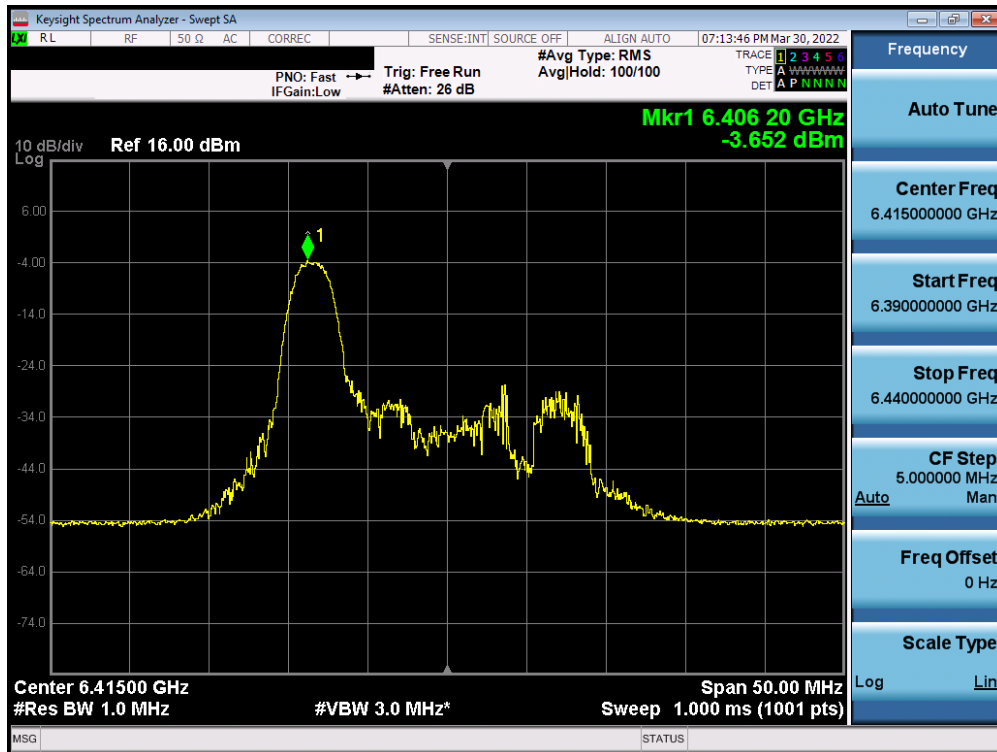 Keysight Spectrum Analyzer - Swept SA
LXI RL RF 50 Ω AC CORREC SENSE:INT SOURCE OFF ALIGN AUTO 07:13:46 PM Mar 30, 2022
Frequency
PNO: Fast
IFGain:Low
Trig: Free Run
#Atten: 26 dB
#Avg Type: RMS
Avg|Hold: 100/100
TRACE 1 2 3 4 5 6
TYPE A WWWWW
DET A P N N N N
Auto Tune
Mkr1 6.406 20 GHz
-3.652 dBm
10 dB/div Ref 16.00 dBm
Log
1
6.00
-4.00
-14.0
-24.0
-34.0
-44.0
-54.0
-64.0
-74.0
Center Freq
6.415000000 GHz
Start Freq
6.390000000 GHz
Stop Freq
6.440000000 GHz
CF Step
5.000000 MHz
Auto Man
Freq Offset
0 Hz
Scale Type
Log Lin
Center 6.41500 GHz Span 50.00 MHz
#Res BW 1.0 MHz #VBW 3.0 MHz* Sweep 1.000 ms (1001 pts)
MSG STATUS